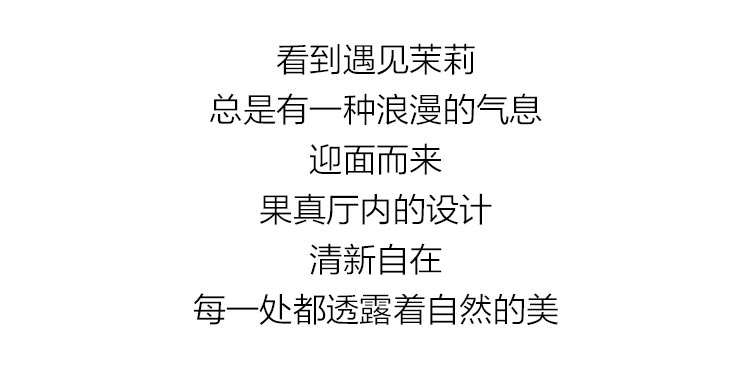 看到遇见茉莉
总是有一种浪漫的气息
迎面而来
果真厅内的设计
清新自在
每一处都透露着自然的美